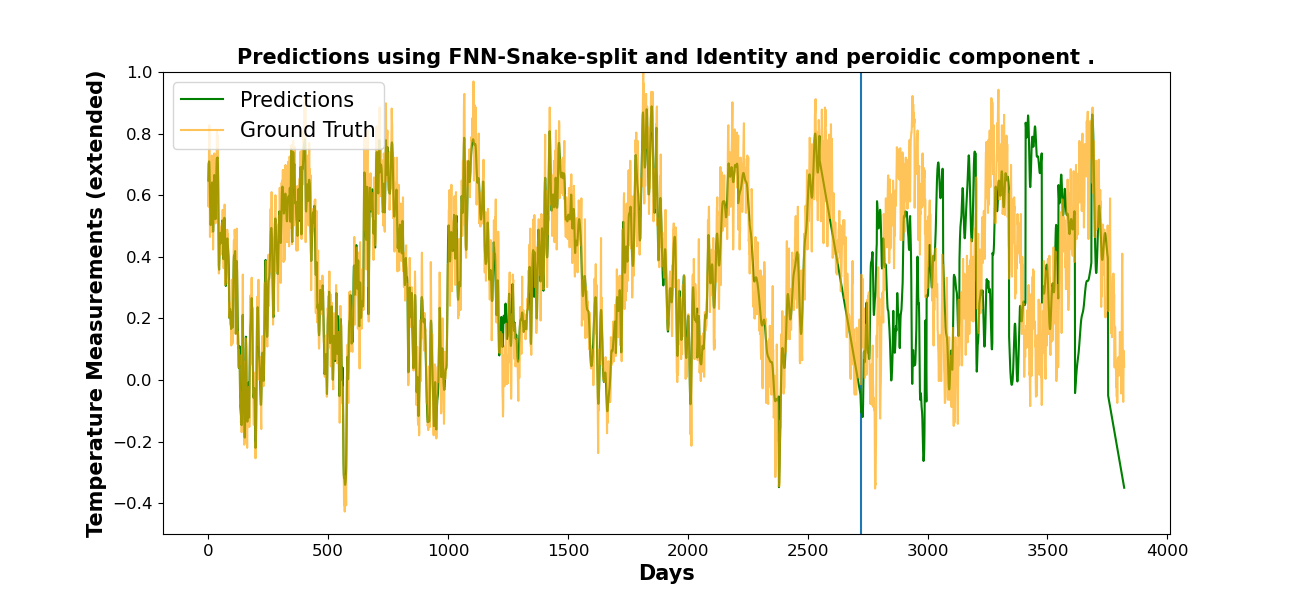 Predictions using FNN-Snake-split and Identity and peroidic component .
Temperature Measurements (extended)
1.0
0.8
0.6
0.4
0.2
0.0
−0.2
−0.4
Predictions
Ground Truth
0 500 1000 1500 2000 2500 3000 3500 4000
Days